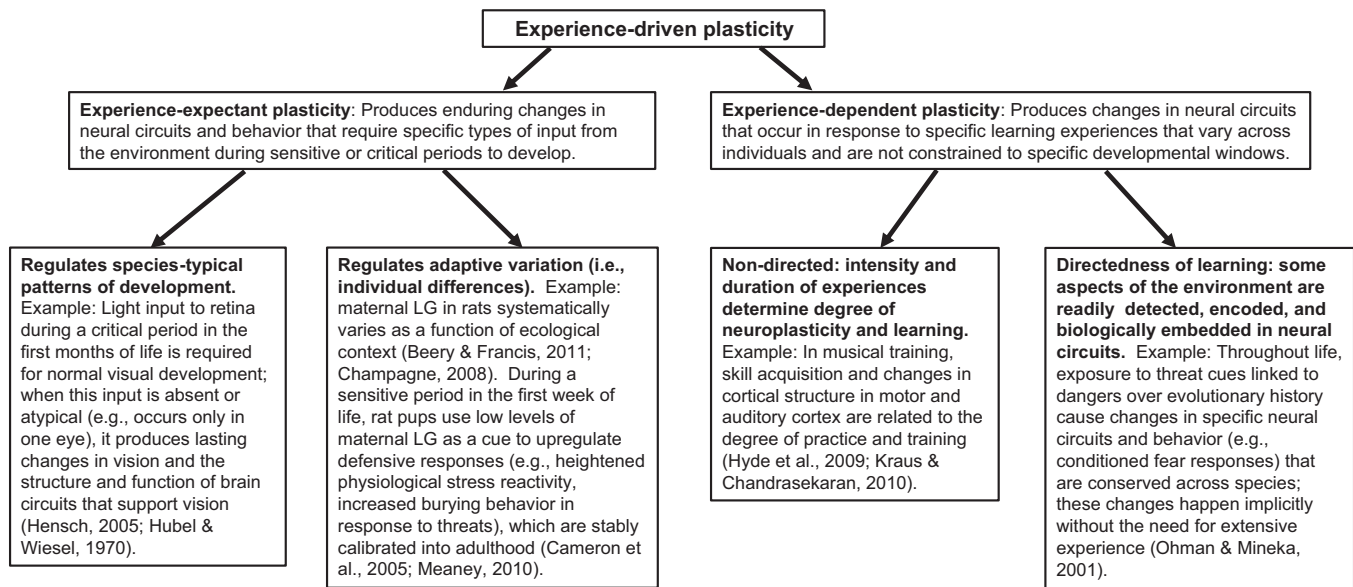 Experience-driven plasticity
Experience-expectant plasticity: Produces enduring changes in
neural circuits and behavior that require specific types of input from
the environment during sensitive or critical periods to develop.
Experience-dependent plasticity: Produces changes in neural circuits
that occur in response to specific learning experiences that vary across
individuals and are not constrained to specific developmental windows.
Regulates species-typical
patterns of development.
Example: Light input to retina
during a critical period in the
first months of life is required
for normal visual development;
when this input is absent or
atypical (e.g., occurs only in
one eye), it produces lasting
changes in vision and the
structure and function of brain
circuits that support vision
(Hensch, 2005; Hubel &
Wiesel, 1970).
Regulates adaptive variation (i.e.,
individual differences). Example:
maternal LG in rats systematically
varies as a function of ecological
context (Beery & Francis, 2011;
Champagne, 2008). During a
sensitive period in the first week of
life, rat pups use low levels of
maternal LG as a cue to upregulate
defensive responses (e.g., heightened
physiological stress reactivity,
increased burying behavior in
response to threats), which are stably
calibrated into adulthood (Cameron et
al., 2005; Meaney, 2010).
Non-directed: intensity and
duration of experiences
determine degree of
neuroplasticity and learning.
Example: In musical training,
skill acquisition and changes in
cortical structure in motor and
auditory cortex are related to the
degree of practice and training
(Hyde et al., 2009; Kraus &
Chandrasekaran, 2010).
Directedness of learning: some
aspects of the environment are
readily detected, encoded, and
biologically embedded in neural
circuits. Example: Throughout life,
exposure to threat cues linked to
dangers over evolutionary history
cause changes in specific neural
circuits and behavior (e.g.,
conditioned fear responses) that
are conserved across species;
these changes happen implicitly
without the need for extensive
experience (Ohman & Mineka,
2001).